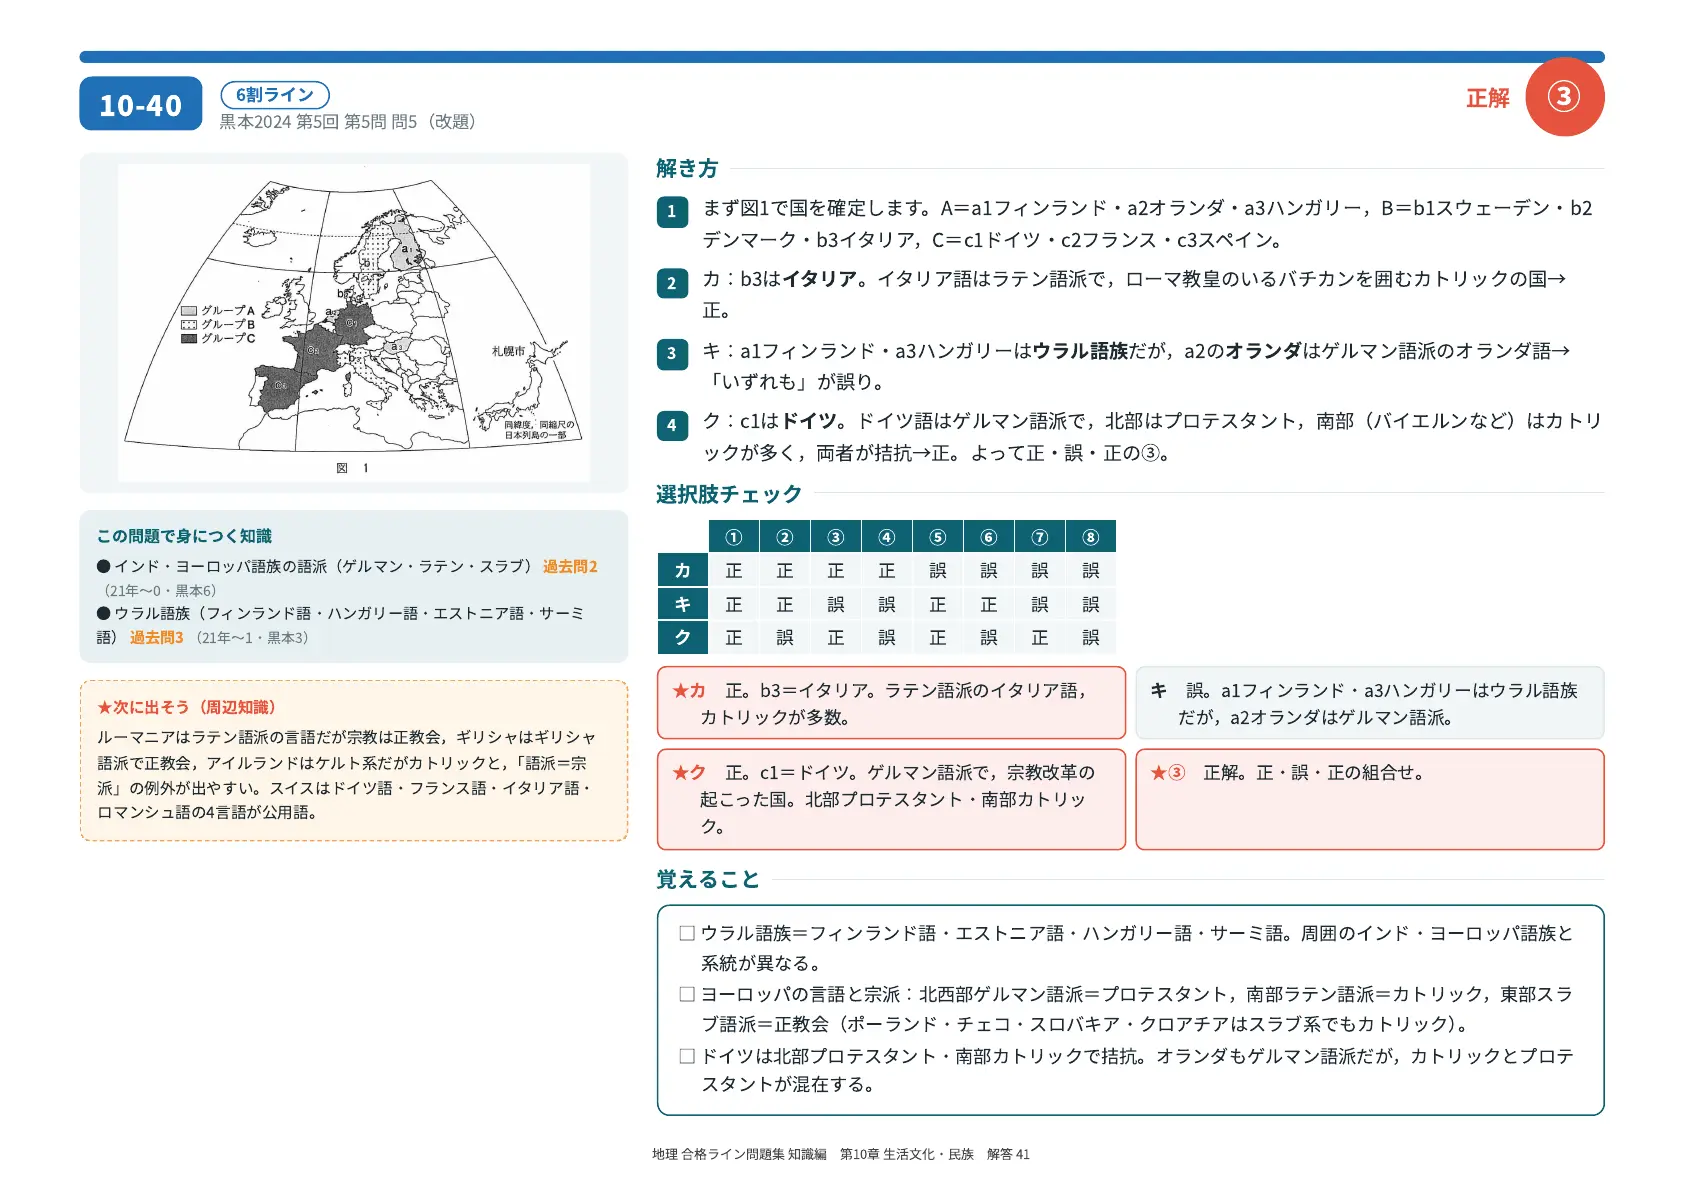 10-40
6割ライン
黒本2024 第5回 第5問 問5（改題）
正解 ③
グループA
グループB
グループC
a₁
b₁
a₂
c₁
c₂
a₃
c₃
札幌市
同緯度，同縮尺の
日本列島の一部
図 1
この問題で身につく知識
●インド・ヨーロッパ語族の語派（ゲルマン・ラテン・スラブ） 過去問2
（21年〜0・黒本6）
●ウラル語族（フィンランド語・ハンガリー語・エストニア語・サーミ
語） 過去問3 （21年〜1・黒本3）
★次に出そう（周辺知識）
ルーマニアはラテン語派の言語だが宗教は正教会，ギリシャはギリシャ
語派で正教会，アイルランドはケルト系だがカトリックと，「語派＝宗
派」の例外が出やすい。スイスはドイツ語・フランス語・イタリア語・
ロマンシュ語の4言語が公用語。
解き方
1 まず図1で国を確定します。A＝a1フィンランド・a2オランダ・a3ハンガリー，B＝b1スウェーデン・b2
デンマーク・b3イタリア，C＝c1ドイツ・c2フランス・c3スペイン。
2 カ：b3はイタリア。イタリア語はラテン語派で，ローマ教皇のいるバチカンを囲むカトリックの国→
正。
3 キ：a1フィンランド・a3ハンガリーはウラル語族だが，a2のオランダはゲルマン語派のオランダ語→
「いずれも」が誤り。
4 ク：c1はドイツ。ドイツ語はゲルマン語派で，北部はプロテスタント，南部（バイエルンなど）はカトリ
ックが多く，両者が拮抗→正。よって正・誤・正の③。
選択肢チェック
① ② ③ ④ ⑤ ⑥ ⑦ ⑧
カ 正 正 正 正 誤 誤 誤 誤
キ 正 正 誤 誤 正 正 誤 誤
ク 正 誤 正 誤 正 誤 正 誤
★カ 正。b3＝イタリア。ラテン語派のイタリア語，
カトリックが多数。
キ 誤。a1フィンランド・a3ハンガリーはウラル語族
だが，a2オランダはゲルマン語派。
★ク 正。c1＝ドイツ。ゲルマン語派で，宗教改革の
起こった国。北部プロテスタント・南部カトリッ
ク。
★③ 正解。正・誤・正の組合せ。
覚えること
□ ウラル語族＝フィンランド語・エストニア語・ハンガリー語・サーミ語。周囲のインド・ヨーロッパ語族と
系統が異なる。
□ ヨーロッパの言語と宗派：北西部ゲルマン語派＝プロテスタント，南部ラテン語派＝カトリック，東部スラ
ブ語派＝正教会（ポーランド・チェコ・スロバキア・クロアチアはスラブ系でもカトリック）。
□ ドイツは北部プロテスタント・南部カトリックで拮抗。オランダもゲルマン語派だが，カトリックとプロテ
スタントが混在する。
地理 合格ライン問題集 知識編 第10章 生活文化・民族 解答 41